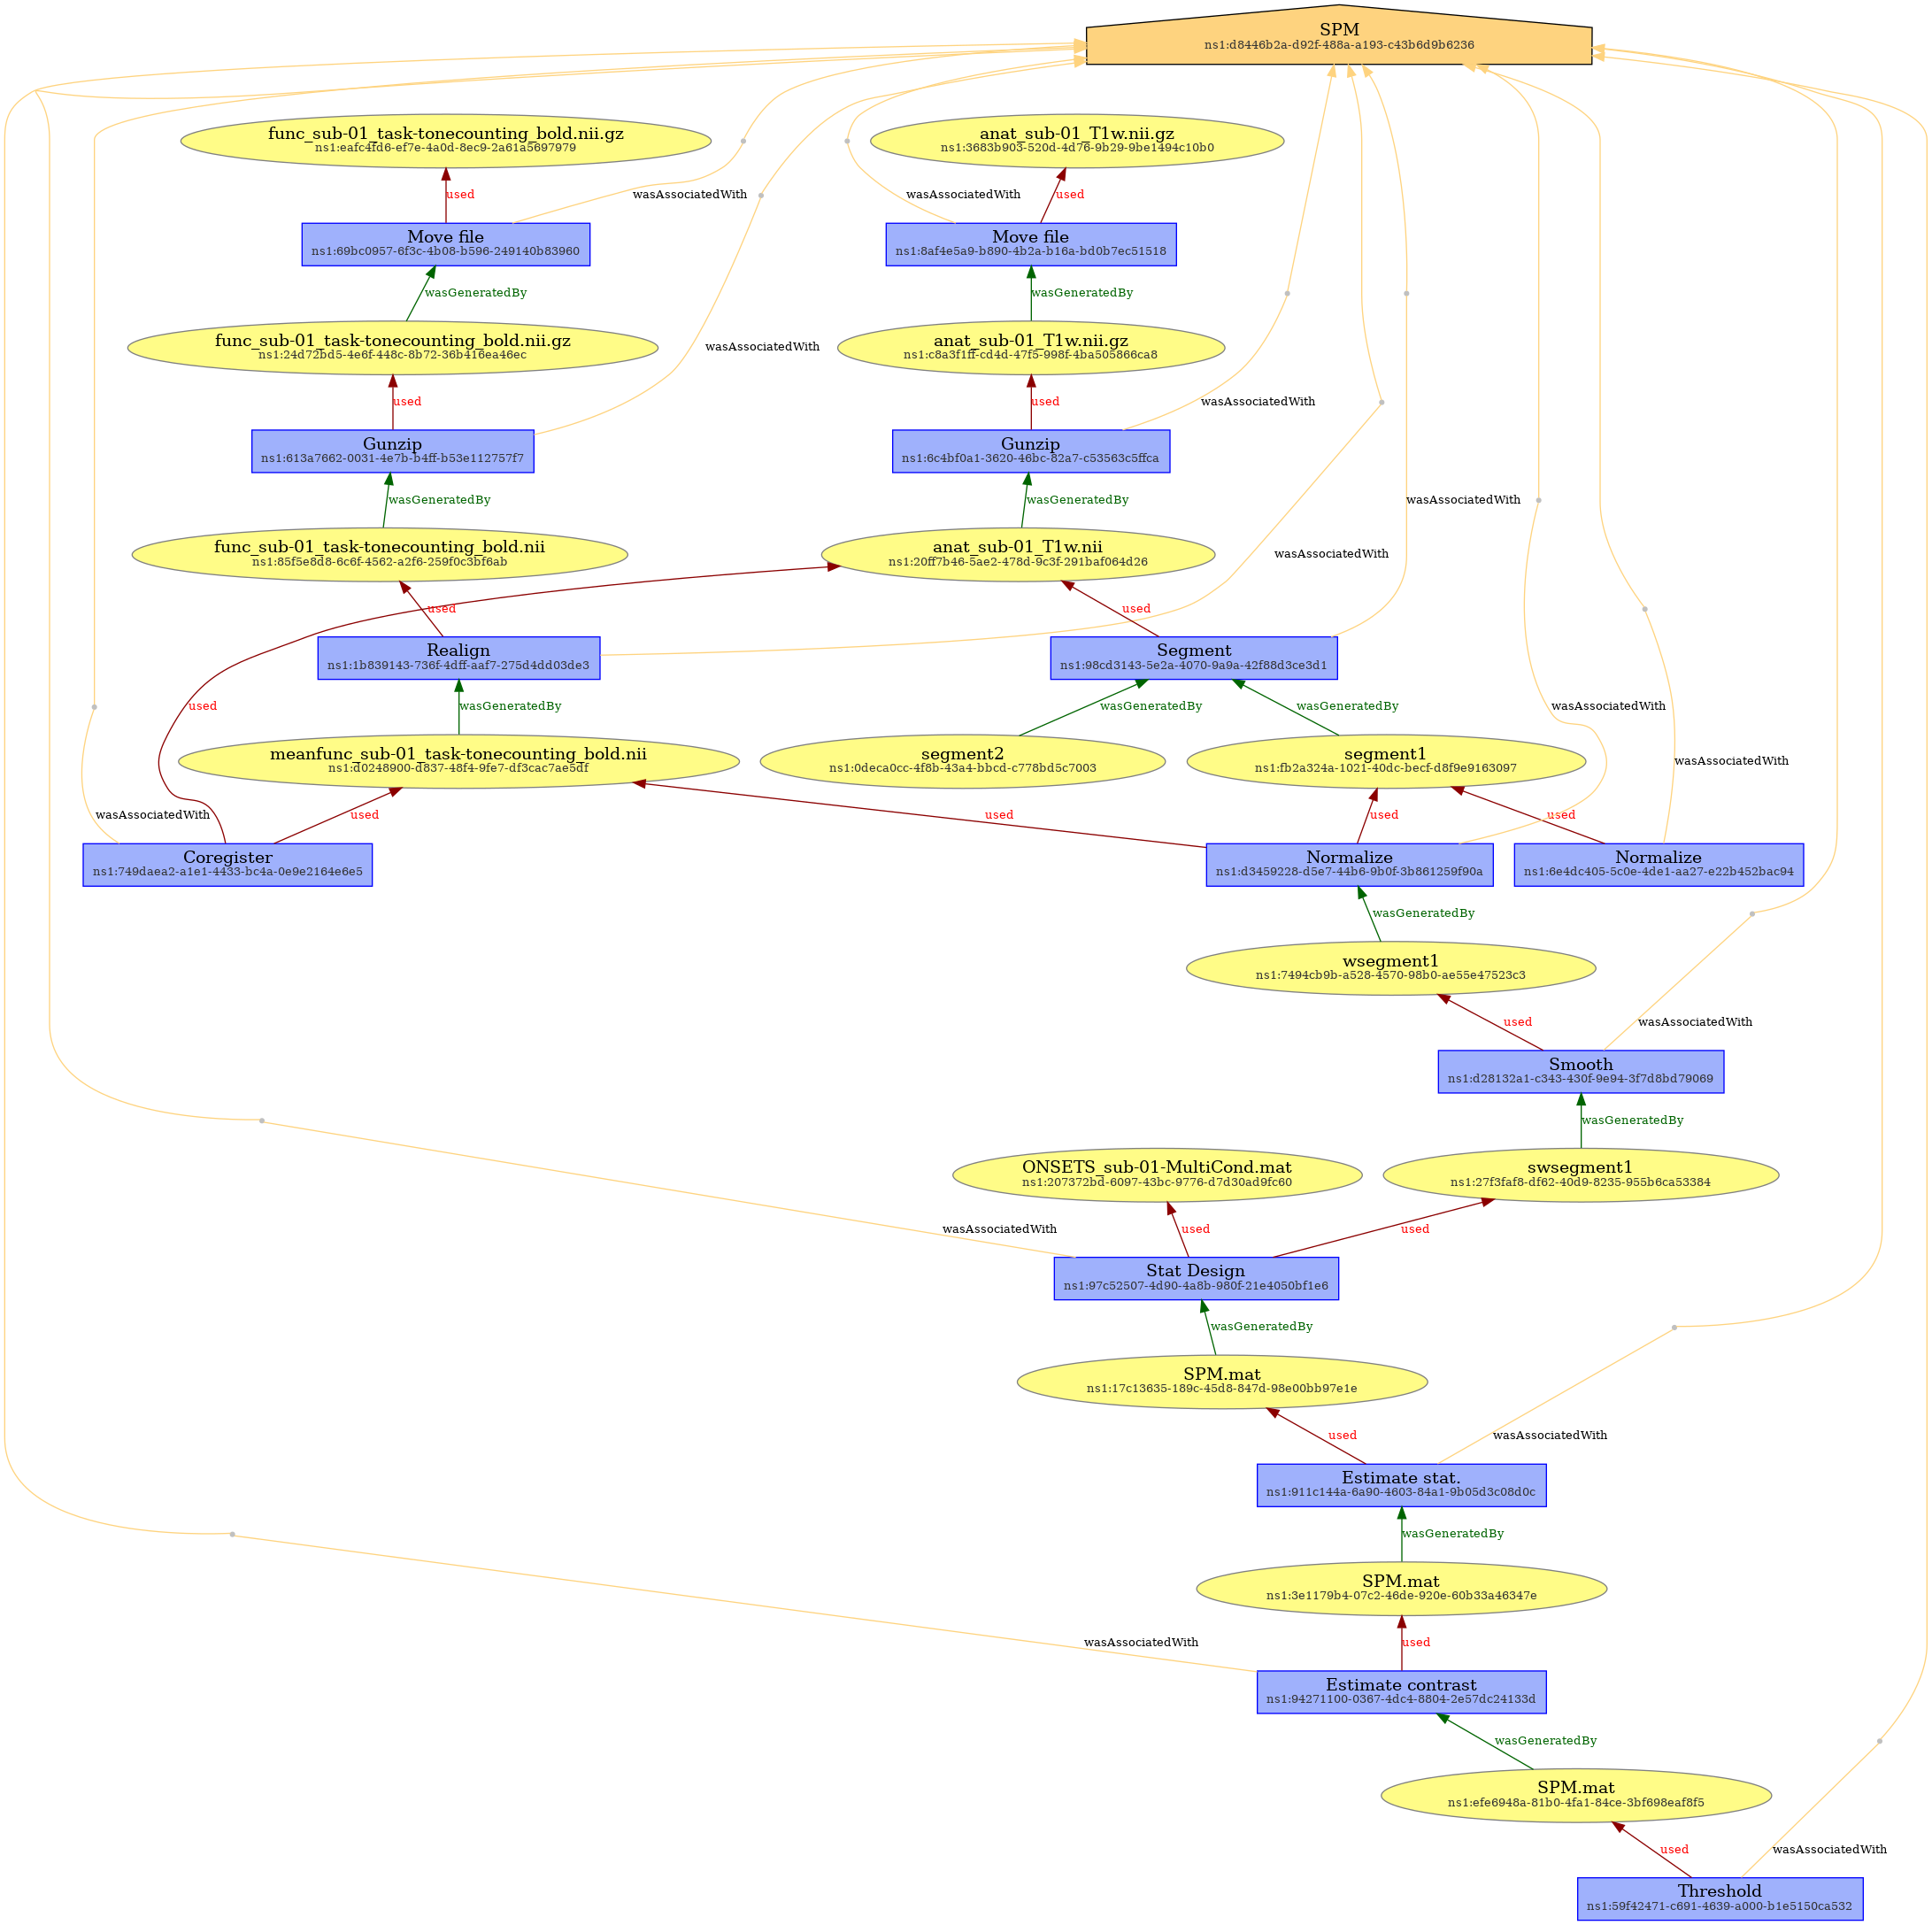 SPM
ns1:d8446b2a-d92f-488a-a193-c43b6d9b6236
func_sub-01_task-tonecounting_bold.nii.gz
ns1:eafc4fd6-ef7e-4a0d-8ec9-2a61a5697979
anat_sub-01_T1w.nii.gz
ns1:3683b903-520d-4d76-9b29-9be1494c10b0
used
wasAssociatedWith
wasAssociatedWith
used
Move file
ns1:69bc0957-6f3c-4b08-b596-249140b83960
Move file
ns1:8af4e5a9-b890-4b2a-b16a-bd0b7ec51518
wasGeneratedBy
wasGeneratedBy
func_sub-01_task-tonecounting_bold.nii.gz
ns1:24d72bd5-4e6f-448c-8b72-36b416ea46ec
wasAssociatedWith
anat_sub-01_T1w.nii.gz
ns1:c8a3f1ff-cd4d-47f5-998f-4ba505866ca8
used
used
wasAssociatedWith
Gunzip
ns1:613a7662-0031-4e7b-b4ff-b53e112757f7
Gunzip
ns1:6c4bf0a1-3620-46bc-82a7-c53563c5ffca
wasGeneratedBy
wasGeneratedBy
wasAssociatedWith
func_sub-01_task-tonecounting_bold.nii
ns1:85f5e8d8-6c6f-4562-a2f6-259f0c3bf6ab
anat_sub-01_T1w.nii
ns1:20ff7b46-5ae2-478d-9c3f-291baf064d26
wasAssociatedWith
used
used
Realign
ns1:1b839143-736f-4dff-aaf7-275d4dd03de3
Segment
ns1:98cd3143-5e2a-4070-9a9a-42f88d3ce3d1
used
wasGeneratedBy
wasGeneratedBy
wasGeneratedBy
wasAssociatedWith
meanfunc_sub-01_task-tonecounting_bold.nii
ns1:d0248900-d837-48f4-9fe7-df3cac7ae5df
segment2
ns1:0deca0cc-4f8b-43a4-bbcd-c778bd5c7003
segment1
ns1:fb2a324a-1021-40dc-becf-d8f9e9163097
wasAssociatedWith
wasAssociatedWith
used
used
used
used
Coregister
ns1:749daea2-a1e1-4433-bc4a-0e9e2164e6e5
Normalize
ns1:d3459228-d5e7-44b6-9b0f-3b861259f90a
Normalize
ns1:6e4dc405-5c0e-4de1-aa27-e22b452bac94
wasGeneratedBy
wsegment1
ns1:7494cb9b-a528-4570-98b0-ae55e47523c3
used
wasAssociatedWith
Smooth
ns1:d28132a1-c343-430f-9e94-3f7d8bd79069
wasGeneratedBy
ONSETS_sub-01-MultiCond.mat
ns1:207372bd-6097-43bc-9776-d7d30ad9fc60
swsegment1
ns1:27f3faf8-df62-40d9-8235-955b6ca53384
wasAssociatedWith
used
used
Stat Design
ns1:97c52507-4d90-4a8b-980f-21e4050bf1e6
wasGeneratedBy
SPM.mat
ns1:17c13635-189c-45d8-847d-98e00bb97e1e
used
wasAssociatedWith
Estimate stat.
ns1:911c144a-6a90-4603-84a1-9b05d3c08d0c
wasGeneratedBy
SPM.mat
ns1:3e1179b4-07c2-46de-920e-60b33a46347e
wasAssociatedWith
used
Estimate contrast
ns1:94271100-0367-4dc4-8804-2e57dc24133d
wasGeneratedBy
SPM.mat
ns1:efe6948a-81b0-4fa1-84ce-3bf698eaf8f5
used
wasAssociatedWith
Threshold
ns1:59f42471-c691-4639-a000-b1e5150ca532